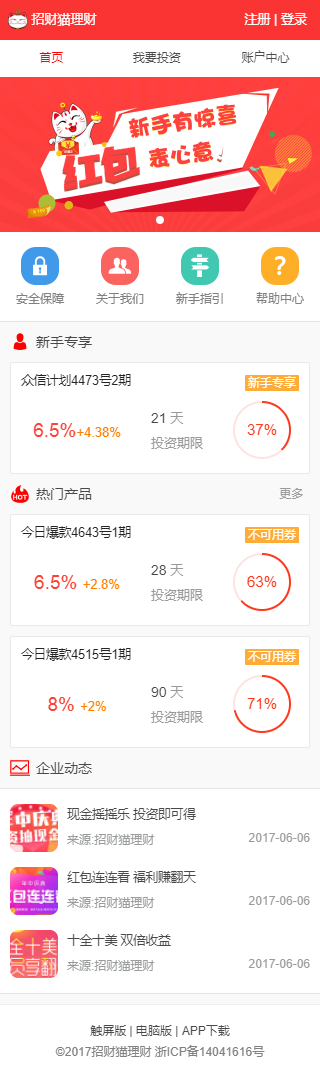 招财猫理财
注册 | 登录
首页
我要投资
账户中心
新手有惊喜
红包 表心意!
安全保障
关于我们
新手指引
帮助中心
新手专享
众信计划4473号2期
新手专享
6.5%+4.38%
21 天
投资期限
37%
HOT 热门产品
更多
今日爆款4643号1期
不可用券
6.5% +2.8%
28 天
投资期限
63%
今日爆款4515号1期
不可用券
8% +2%
90 天
投资期限
71%
企业动态
现金摇摇乐 投资即可得
来源:招财猫理财
2017-06-06
红包连连看 福利赚翻天
来源:招财猫理财
2017-06-06
十全十美 双倍收益
来源:招财猫理财
2017-06-06
触屏版 | 电脑版 | APP下载
©2017招财猫理财 浙ICP备14041616号